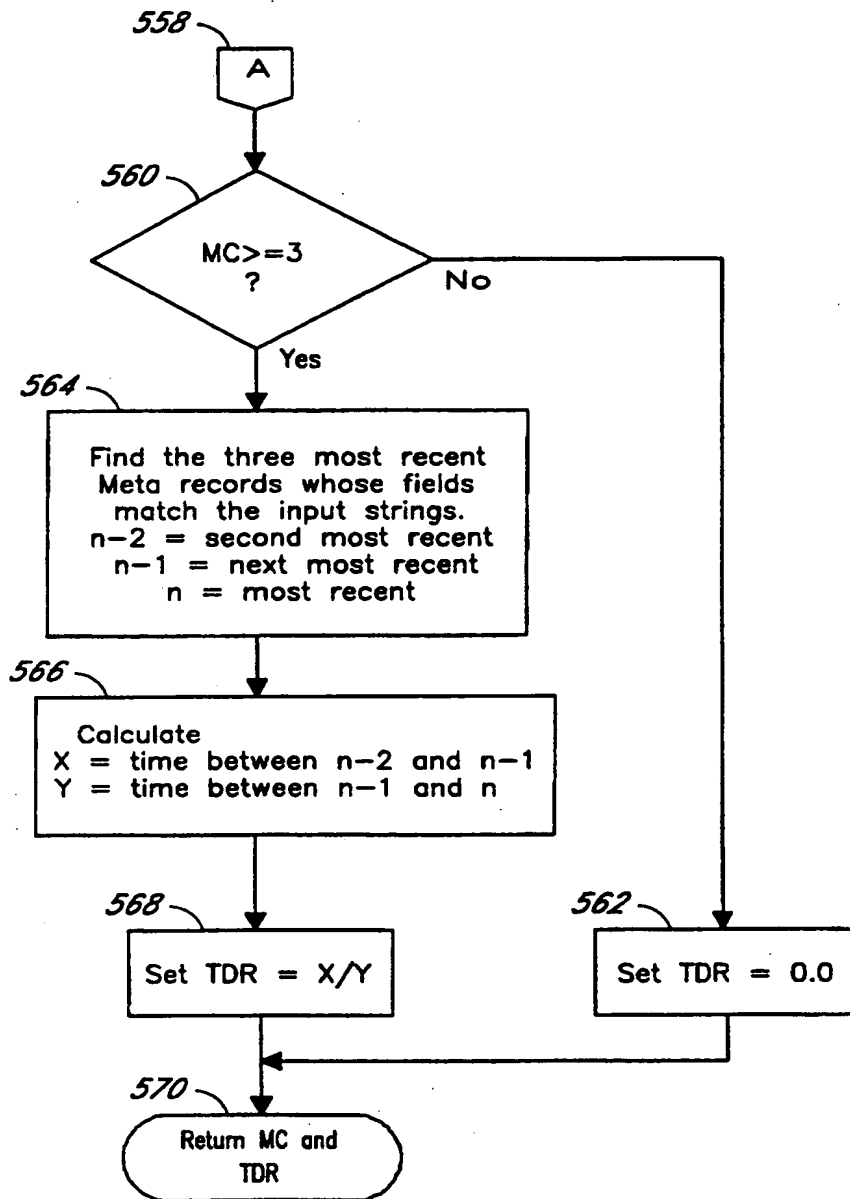 558
A
560
MC>=3
?
No
Yes
564
Find the three most recent
Meta records whose fields
match the input strings.
n-2 = second most recent
n-1 = next most recent
n = most recent
566
Calculate
X = time between n-2 and n-1
Y = time between n-1 and n
568
Set TDR = X/Y
562
Set TDR = 0.0
570
Return MC and
TDR